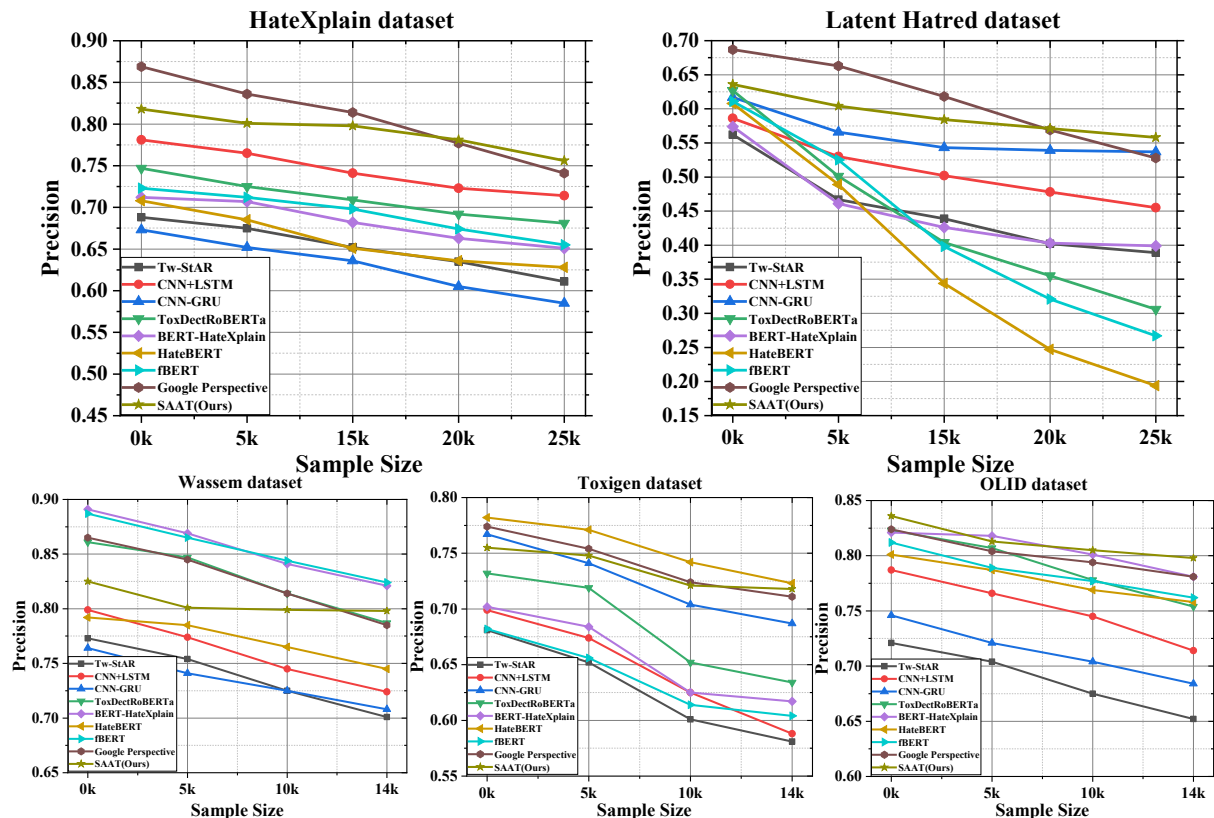 HateXplain dataset
0.90
0.85
0.80
0.75
0.70
0.65
0.60
0.55
0.50
0.45
Precision
Tw-StAR
CNN+LSTM
CNN-GRU
ToxDectRoBERTa
BERT-HateXplain
HateBERT
fBERT
Google Perspective
SAAT(Ours)
0k 5k 15k 20k 25k
Sample Size
Latent Hatred dataset
0.70
0.65
0.60
0.55
0.50
0.45
0.40
0.35
0.30
0.25
0.20
0.15
Precision
Tw-StAR
CNN+LSTM
CNN-GRU
ToxDectRoBERTa
BERT-HateXplain
HateBERT
fBERT
Google Perspective
SAAT(Ours)
0k 5k 15k 20k 25k
Sample Size
Wassem dataset
0.90
0.85
0.80
0.75
0.70
0.65
Precision
Tw-StAR
CNN+LSTM
CNN-GRU
ToxDectRoBERTa
BERT-HateXplain
HateBERT
fBERT
Google Perspective
SAAT(Ours)
0k 5k 10k 14k
Sample Size
Toxigen dataset
0.80
0.75
0.70
0.65
0.60
0.55
Precision
Tw-StAR
CNN+LSTM
CNN-GRU
ToxDectRoBERTa
BERT-HateXplain
HateBERT
fBERT
Google Perspective
SAAT(Ours)
0k 5k 10k 14k
Sample Size
OLID dataset
0.85
0.80
0.75
0.70
0.65
0.60
Precision
Tw-StAR
CNN+LSTM
CNN-GRU
ToxDectRoBERTa
BERT-HateXplain
HateBERT
fBERT
Google Perspective
SAAT(Ours)
0k 5k 10k 14k
Sample Size